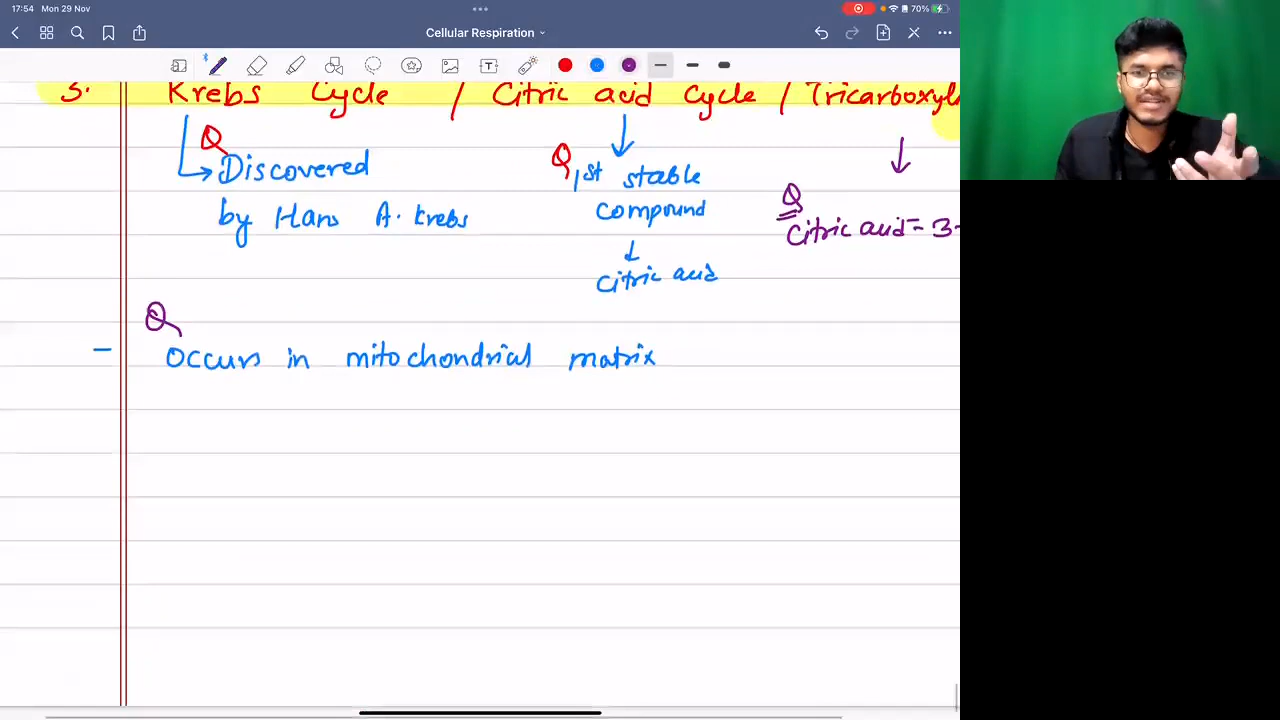 17:54 Mon 29 Nov
70%
Cellular Respiration
3. Krebs Cycle / Citric acid cycle / Tricarboxyl
Q
Discovered
by Hans A. Krebs
Q 1st stable
compound
Citric acid
Q
Citric acid = 3-
Q
- Occurs in mitochondrial matrix